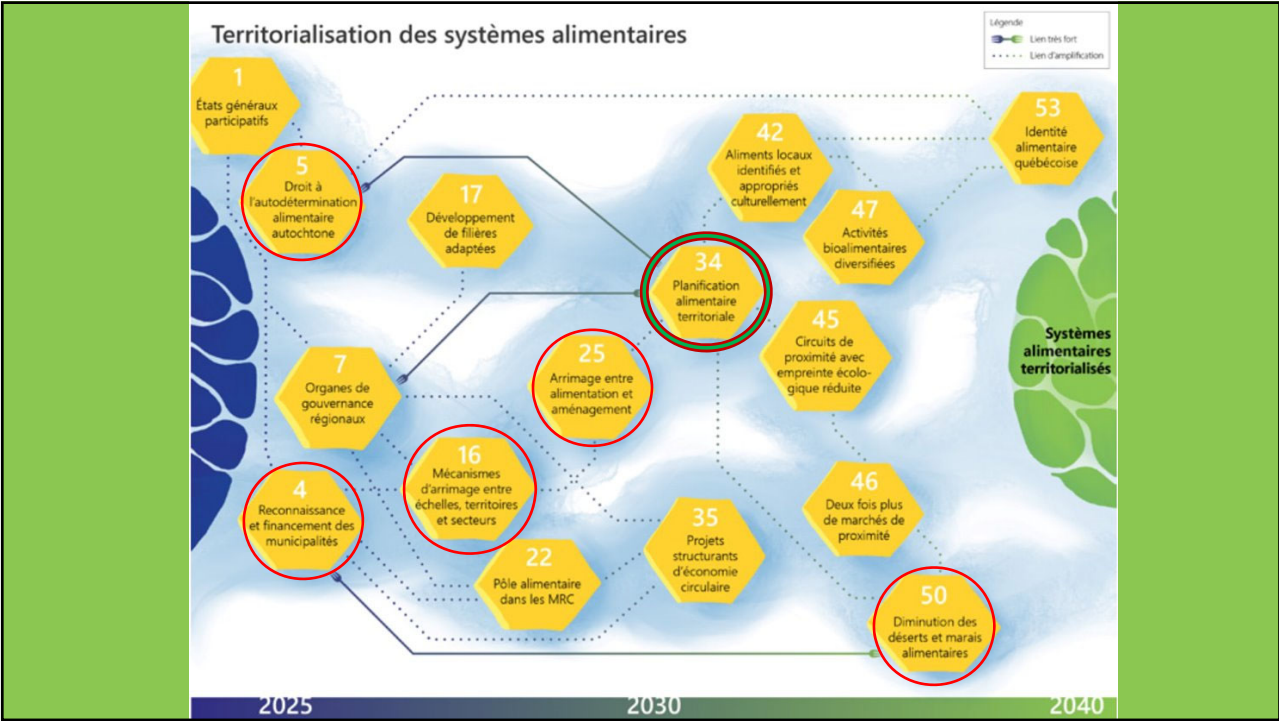 Territorialisation des systèmes alimentaires
Légende
Lien très fort
Lien d'amplification
1
États généraux
participatifs
5
Droit à
l'autodétermination
alimentaire
autochtone
17
Développement
de filières
adaptées
42
Aliments locaux
identifiés et
appropriés
culturellement
53
Identité
alimentaire
québécoise
47
Activités
bioalimentaires
diversifiées
34
Planification
alimentaire
territoriale
45
Circuits de
proximité avec
empreinte écolo-
gique réduite
Systèmes
alimentaires
territorialisés
7
Organes de
gouvernance
régionaux
25
Arrimage entre
alimentation et
aménagement
16
Mécanismes
d'arrimage entre
échelles, territoires
et secteurs
4
Reconnaissance
et financement des
municipalités
22
Pôle alimentaire
dans les MRC
35
Projets
structurants
d'économie
circulaire
46
Deux fois plus
de marchés de
proximité
50
Diminution des
déserts et marais
alimentaires
2025
2030
2040